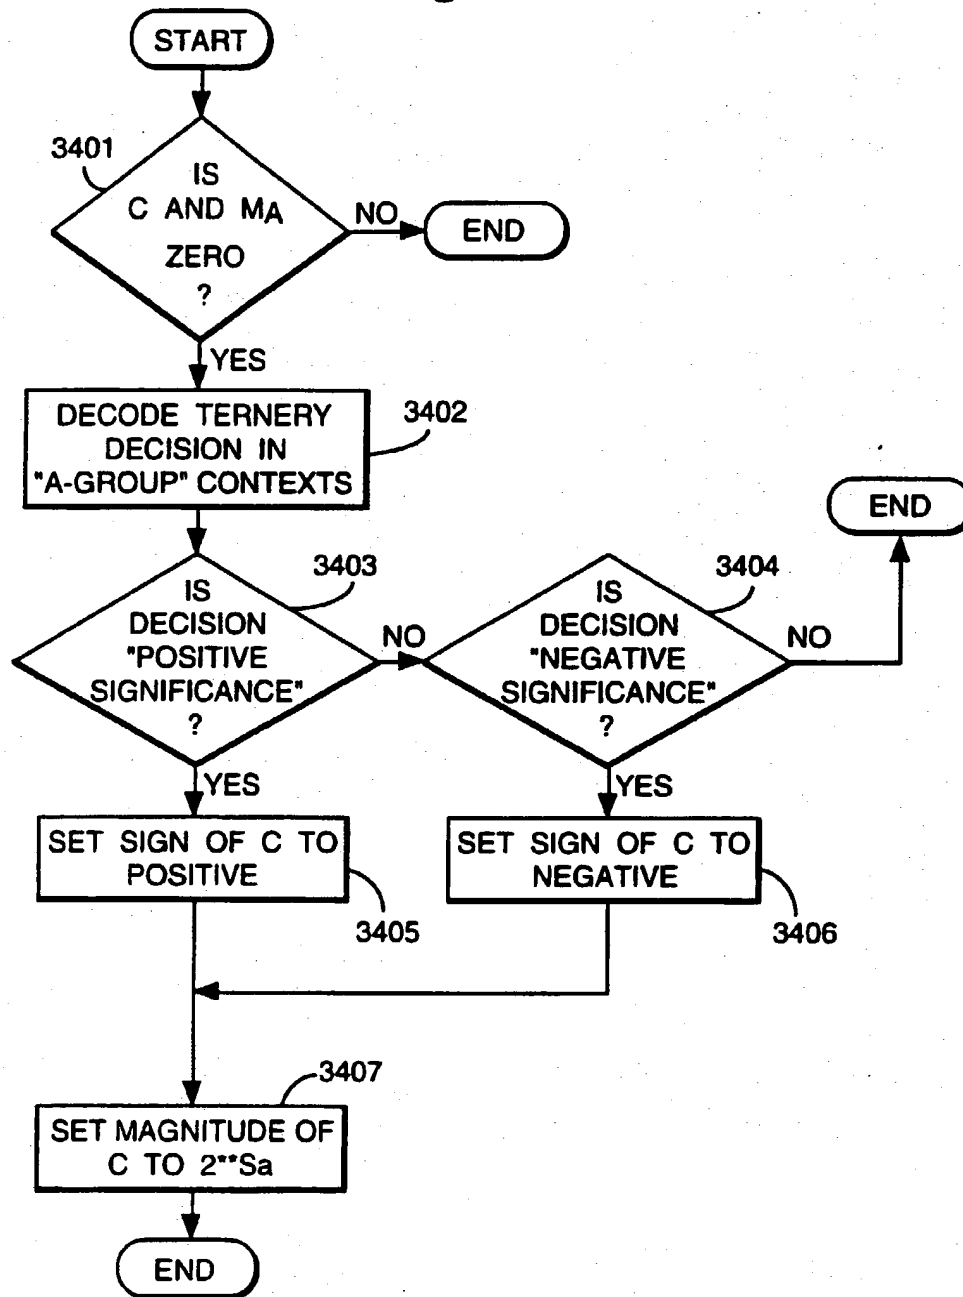 START
3401
IS
C AND MA
ZERO
?
NO
END
YES
DECODE TERNERY
DECISION IN
"A-GROUP" CONTEXTS
3402
END
3403
IS
DECISION
"POSITIVE
SIGNIFICANCE"
?
NO
3404
IS
DECISION
"NEGATIVE
SIGNIFICANCE"
?
NO
YES
YES
SET SIGN OF C TO
POSITIVE
3405
SET SIGN OF C TO
NEGATIVE
3406
3407
SET MAGNITUDE OF
C TO 2**Sa
END